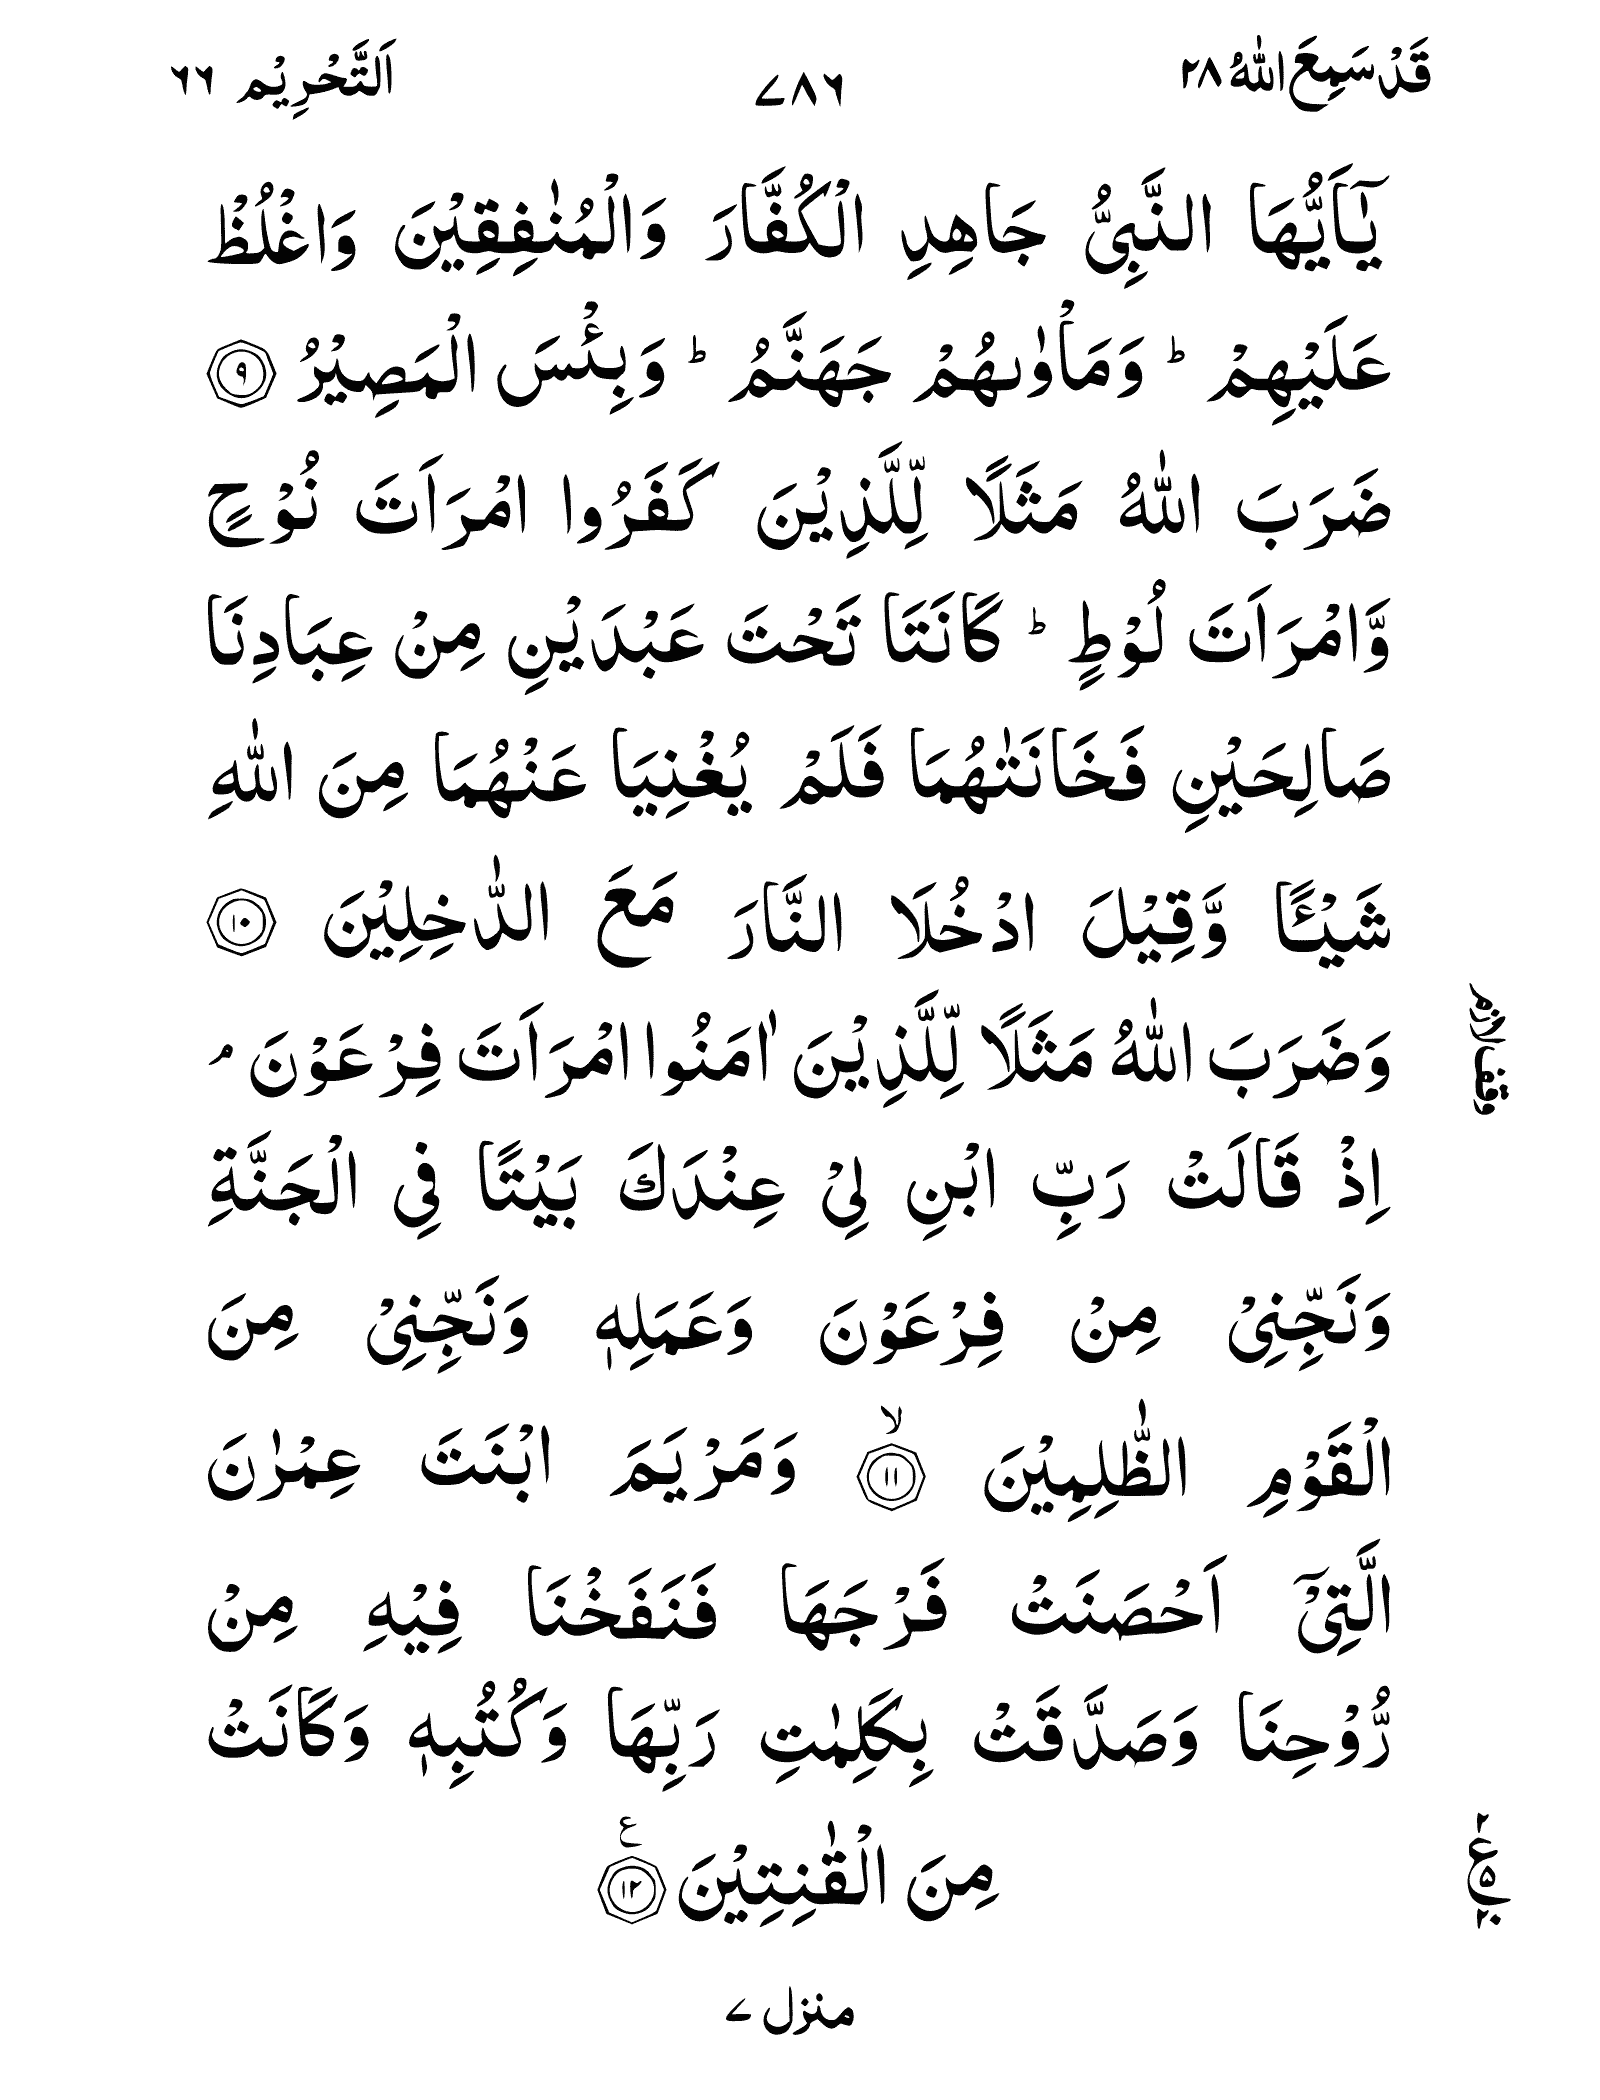 قَدْ سَمِعَ اللّٰهُ ٢٨
٧٨٦
اَلتَّحْرِيْم ٦٦
يٰۤاَيُّهَا النَّبِيُّ جَاهِدِ الْكُفَّارَ وَالْمُنٰفِقِيْنَ وَاغْلُظْ
عَلَيْهِمْ ؕ وَمَاْوٰىهُمْ جَهَنَّمُ ؕ وَبِئْسَ الْمَصِيْرُ ٩
ضَرَبَ اللّٰهُ مَثَلًا لِّلَّذِيْنَ كَفَرُوا امْرَاَتَ نُوْحٍ
وَّامْرَاَتَ لُوْطٍ ؕ كَانَتَا تَحْتَ عَبْدَيْنِ مِنْ عِبَادِنَا
صَالِحَيْنِ فَخَانَتٰهُمَا فَلَمْ يُغْنِيَا عَنْهُمَا مِنَ اللّٰهِ
شَيْـًٔا وَّقِيْلَ ادْخُلَا النَّارَ مَعَ الدّٰخِلِيْنَ ١٠
وَضَرَبَ اللّٰهُ مَثَلًا لِّلَّذِيْنَ اٰمَنُوا امْرَاَتَ فِرْعَوْنَ ۘ
وقف لازم
اِذْ قَالَتْ رَبِّ ابْنِ لِيْ عِنْدَكَ بَيْتًا فِي الْجَنَّةِ
وَنَجِّنِيْ مِنْ فِرْعَوْنَ وَعَمَلِهٖ وَنَجِّنِيْ مِنَ
الْقَوْمِ الظّٰلِمِيْنَ ۙ ١١ وَمَرْيَمَ ابْنَتَ عِمْرٰنَ
الَّتِيْۤ اَحْصَنَتْ فَرْجَهَا فَنَفَخْنَا فِيْهِ مِنْ
رُّوْحِنَا وَصَدَّقَتْ بِكَلِمٰتِ رَبِّهَا وَكُتُبِهٖ وَكَانَتْ
مِنَ الْقٰنِتِيْنَ ١٢ ع
٢ ع ٥ ٢٠
منزل ٧